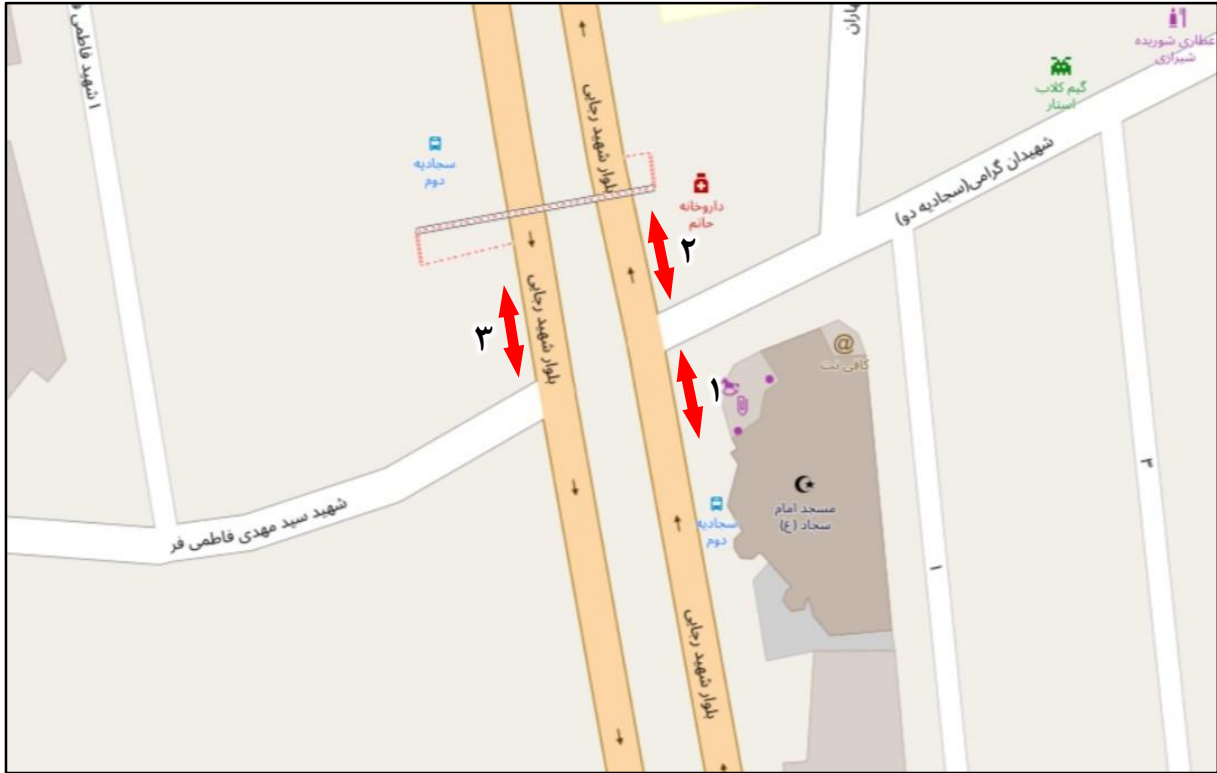 عطاری شوریده
شیرازی
گیم کلاب
استار
شهیدان گرامی(سجادیه دو)
بلوار شهید رجایی
سجادیه
دوم
داروخانه
حاتم
۲
بلوار شهید رجایی
۳
۱
کافی نت
@
مسجد امام
سجاد (ع)
سجادیه
دوم
شهید سید مهدی فاطمی فر
بلوار شهید رجایی
۱
۳
۱ شهید فاطمی ف